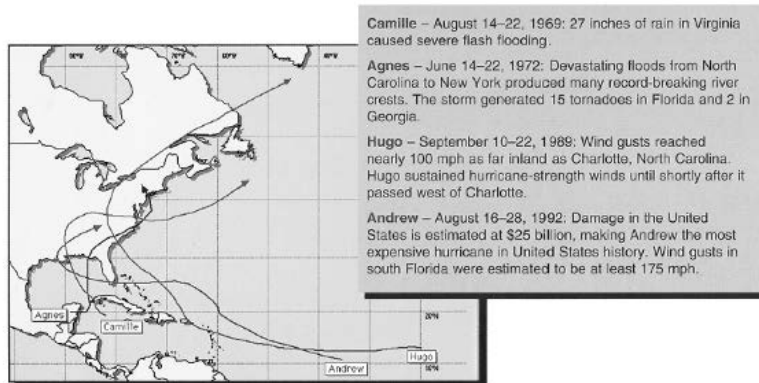 Camille – August 14–22, 1969: 27 inches of rain in Virginia
caused severe flash flooding.
Agnes – June 14–22, 1972: Devastating floods from North
Carolina to New York produced many record-breaking river
crests. The storm generated 15 tornadoes in Florida and 2 in
Georgia.
Hugo – September 10–22, 1989: Wind gusts reached
nearly 100 mph as far inland as Charlotte, North Carolina.
Hugo sustained hurricane-strength winds until shortly after it
passed west of Charlotte.
Andrew – August 16–28, 1992: Damage in the United
States is estimated at $25 billion, making Andrew the most
expensive hurricane in United States history. Wind gusts in
south Florida were estimated to be at least 175 mph.
70°W
Agnes
Camille
20°N
Hugo
Andrew
10°N